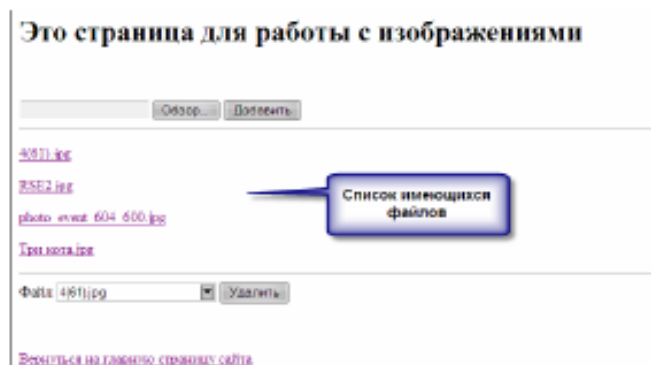 Это страница для работы с изображениями
Обзор... Добавить
4(61).jpg
RSE2.jpg
Список имеющихся
файлов
photo_event_604_600.jpg
Три кота.jpg
Файл: 4(61).jpg Удалить
Вернуться на главную страницу сайта